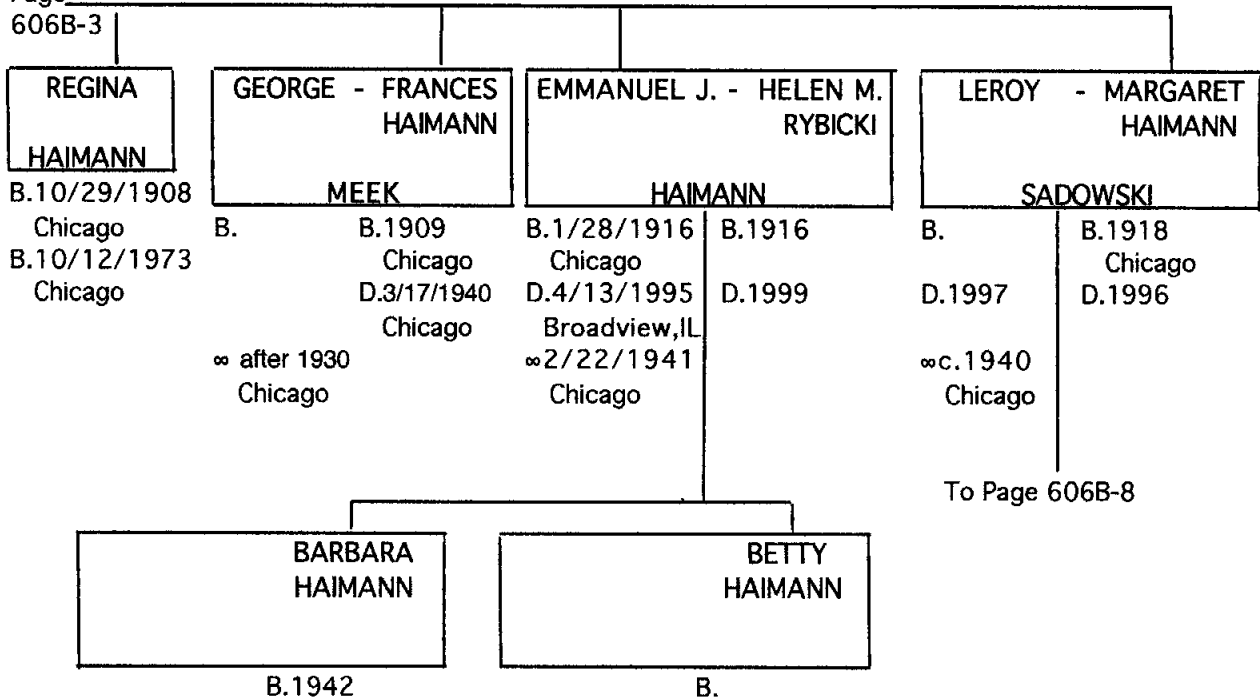 606B-3
REGINA
HAIMANN
B.10/29/1908
Chicago
B.10/12/1973
Chicago
GEORGE - FRANCES
HAIMANN
MEEK
B. B.1909
Chicago
D.3/17/1940
Chicago
∞ after 1930
Chicago
EMMANUEL J. - HELEN M.
RYBICKI
HAIMANN
B.1/28/1916 B.1916
Chicago
D.4/13/1995 D.1999
Broadview,IL
∞2/22/1941
Chicago
LEROY - MARGARET
HAIMANN
SADOWSKI
B. B.1918
Chicago
D.1997 D.1996
∞c.1940
Chicago
To Page 606B-8
BARBARA
HAIMANN
B.1942
BETTY
HAIMANN
B.